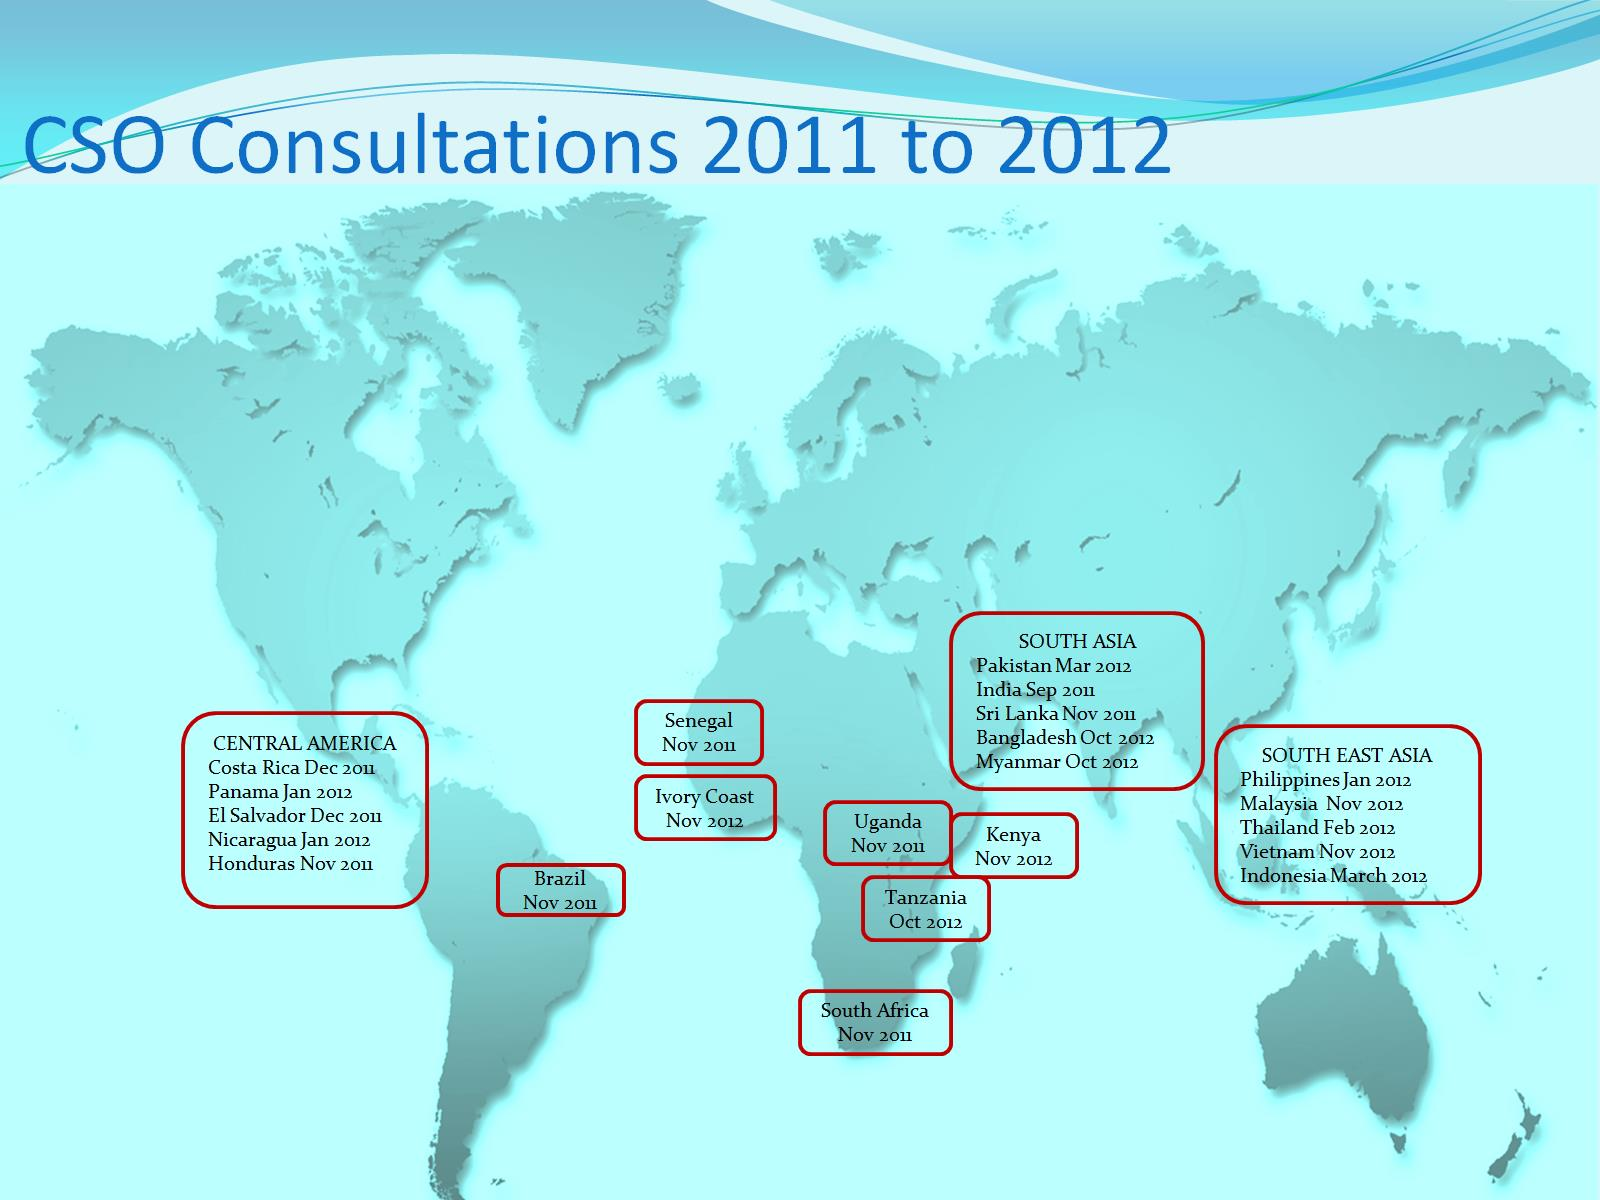 CSO Consultations 2011 to 2012
SOUTH ASIA
Pakistan Mar 2012
India Sep 2011
Sri Lanka Nov 2011
Bangladesh Oct 2012
Myanmar Oct 2012
Senegal
Nov 2011
CENTRAL AMERICA
Costa Rica Dec 2011
Panama Jan 2012
El Salvador Dec 2011
Nicaragua Jan 2012
Honduras Nov 2011
SOUTH EAST ASIA
Philippines Jan 2012
Malaysia  Nov 2012
Thailand Feb 2012
Vietnam Nov 2012
Indonesia March 2012
Ivory Coast
Nov 2012
Uganda
Nov 2011
Kenya
Nov 2012
Brazil
Nov 2011
Tanzania
Oct 2012
South Africa
Nov 2011